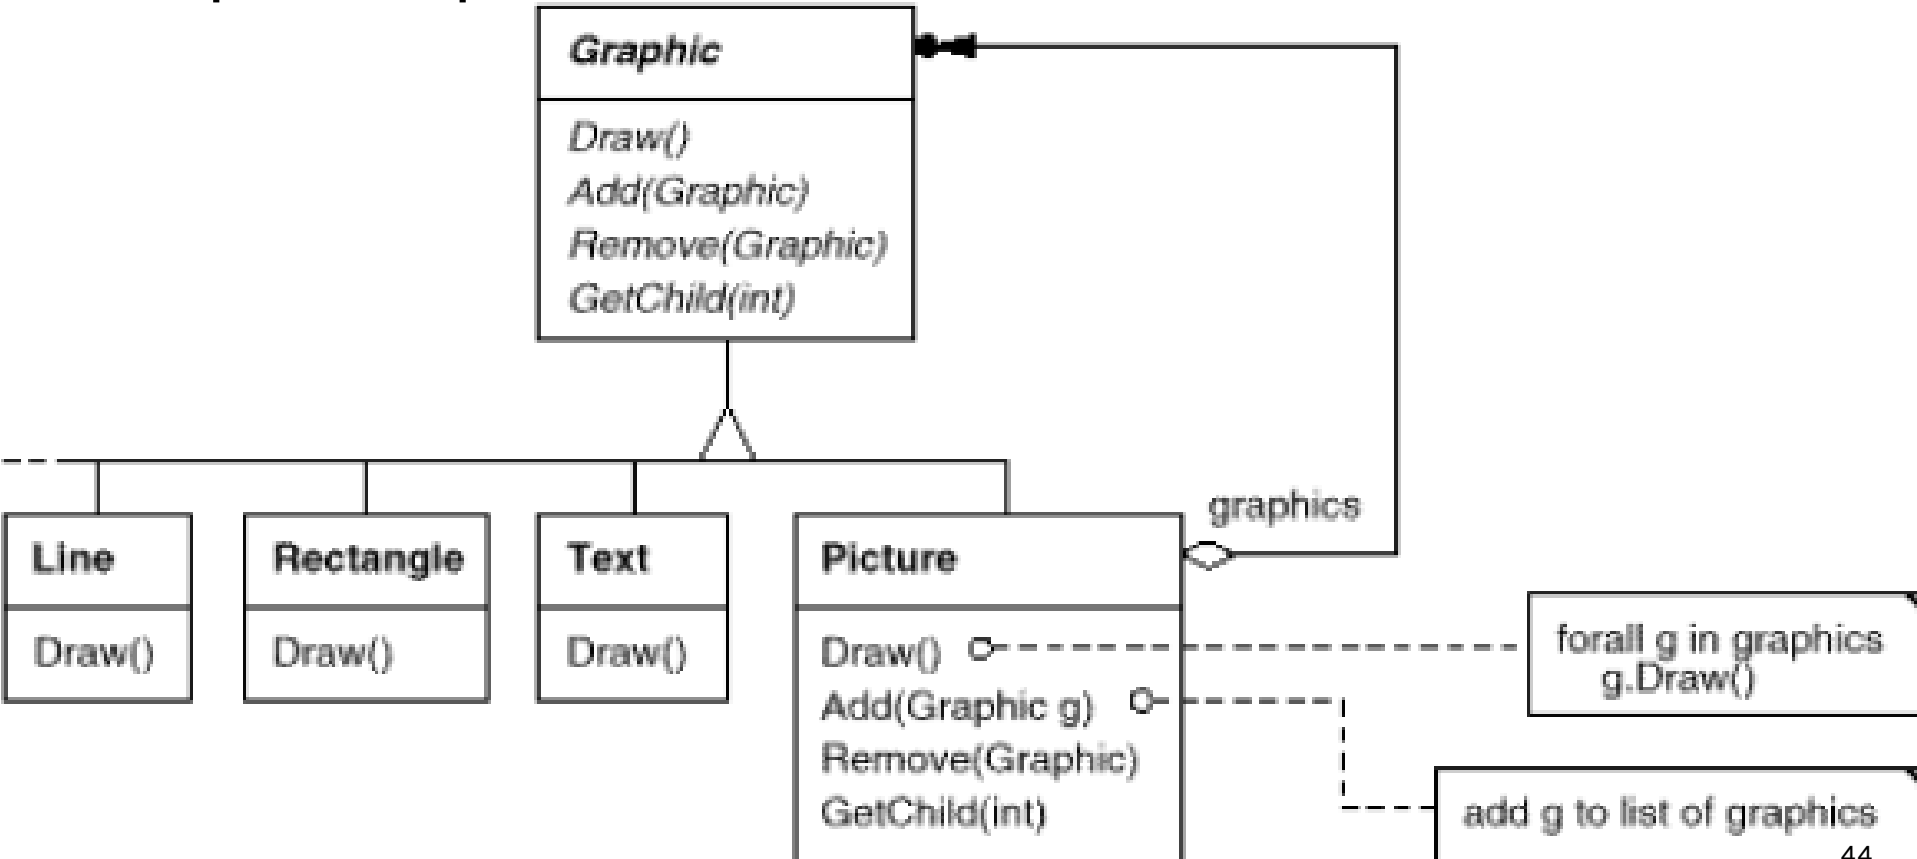 Graphic
Draw()
Add(Graphic)
Remove(Graphic)
GetChild(int)
graphics
Line
Draw()
Rectangle
Draw()
Text
Draw()
Picture
Draw()
Add(Graphic g)
Remove(Graphic)
GetChild(int)
forall g in graphics
g.Draw()
add g to list of graphics
44